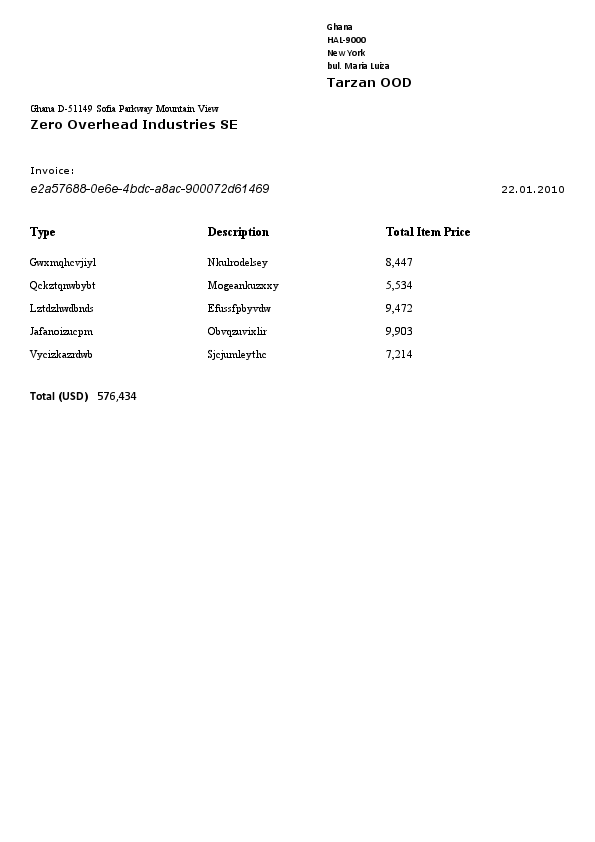 Ghana
HAL-9000
New York
bul. Maria Luiza
Tarzan OOD
Ghana D-51149 Sofia Parkway Mountain View
Zero Overhead Industries SE
Invoice:
e2a57688-0e6e-4bdc-a8ac-900072d61469 22.01.2010
Type Description Total Item Price
Gwxmqhcvjiyl Nkulrodelsey 8,447
Qckztqnwbybt Mogeankuzxxy 5,534
Lztdzhwdbnds Efussfpbyvdw 9,472
Jafanoizucpm Obvqzuvixlir 9,903
Vycizkazrdwb Sjcjumleythc 7,214
Total (USD) 576,434